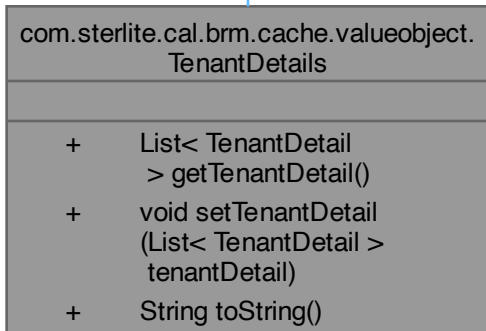 com.sterlite.cal.brm.cache.valueobject.
TenantDetails
+ List< TenantDetail
> getTenantDetail()
+ void setTenantDetail
(List< TenantDetail >
tenantDetail)
+ String toString()